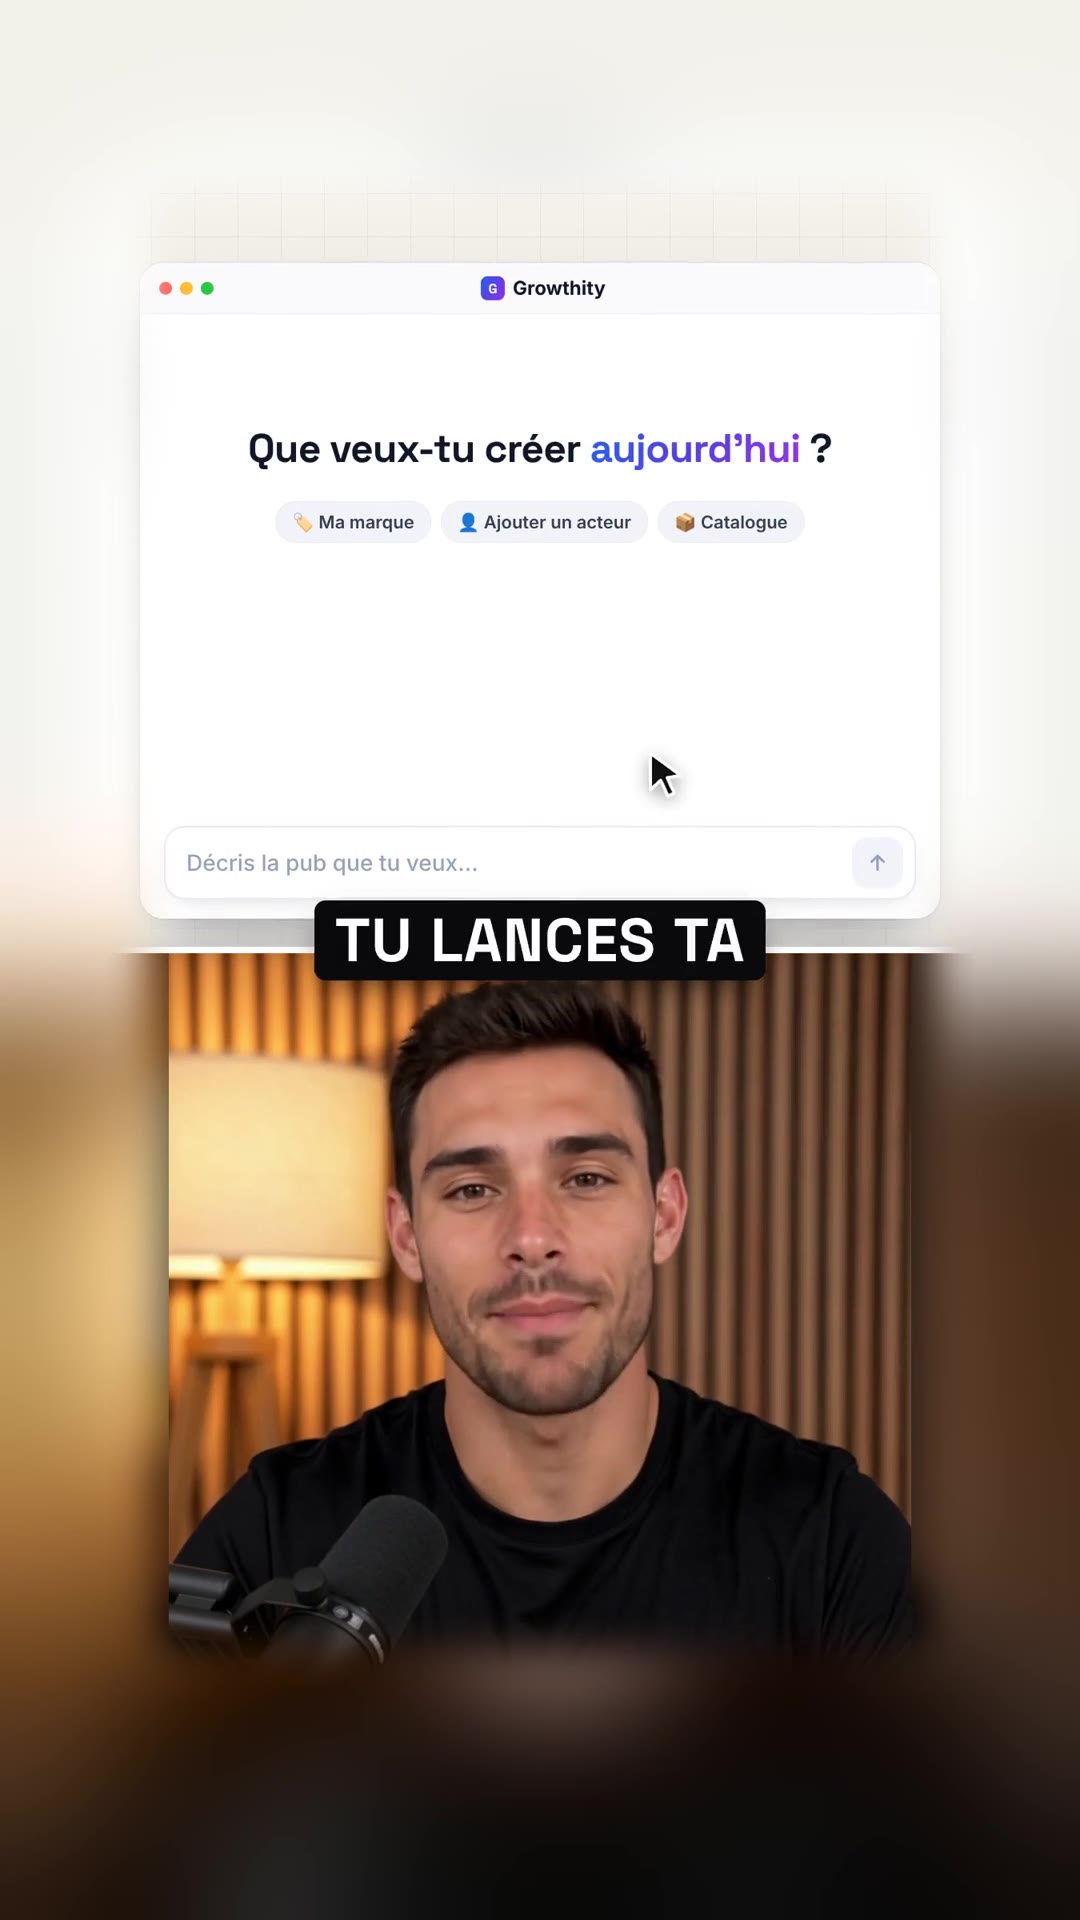 G Growthity
Que veux-tu créer aujourd’hui ?
🏷️ Ma marque 👤 Ajouter un acteur 📦 Catalogue
Décris la pub que tu veux...
TU LANCES TA